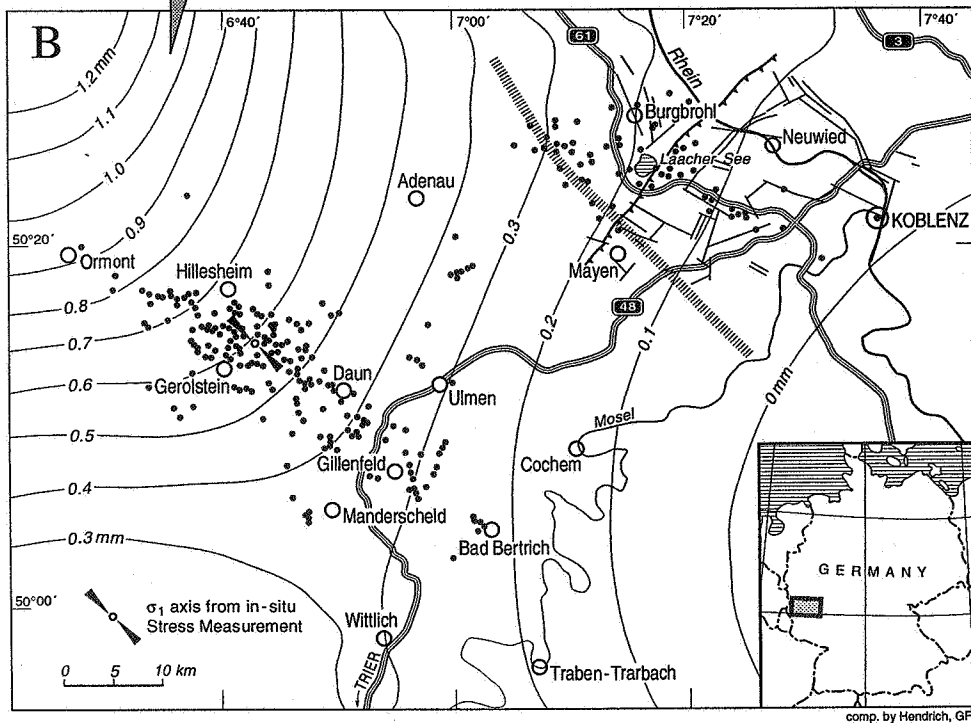 B
6°40'
7°00'
7°20'
7°40'
61
3
1.2 mm
1.1
1.0
0.9
0.8
0.7
0.6
0.5
0.4
0.3 mm
0.3
0.2
0.1
0 mm
Rhein
Burgbrohl
Neuwied
Laacher See
Adenau
KOBLENZ
50°20'
Ormont
Hillesheim
Mayen
48
Gerolstein
Daun
Ulmen
Mosel
Cochem
Gillenfeld
Manderscheld
Bad Bertrich
GERMANY
50°00'
σ1 axis from in-situ
Stress Measurement
Wittlich
←TRIER
Traben-Trarbach
0 5 10 km
comp. by Hendrich, GF